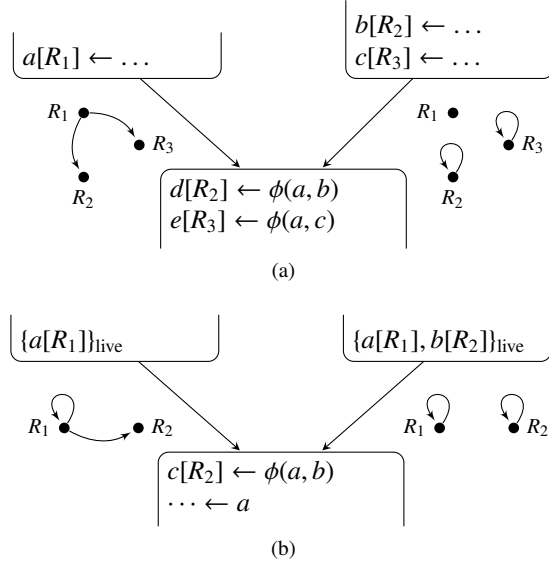 a[R₁] ← …
b[R₂] ← …
c[R₃] ← …
R₁
R₃
R₂
R₁
R₃
R₂
d[R₂] ← ϕ(a, b)
e[R₃] ← ϕ(a, c)
(a)
{a[R₁]}live
{a[R₁], b[R₂]}live
R₁
R₂
R₁
R₂
c[R₂] ← ϕ(a, b)
⋯ ← a
(b)